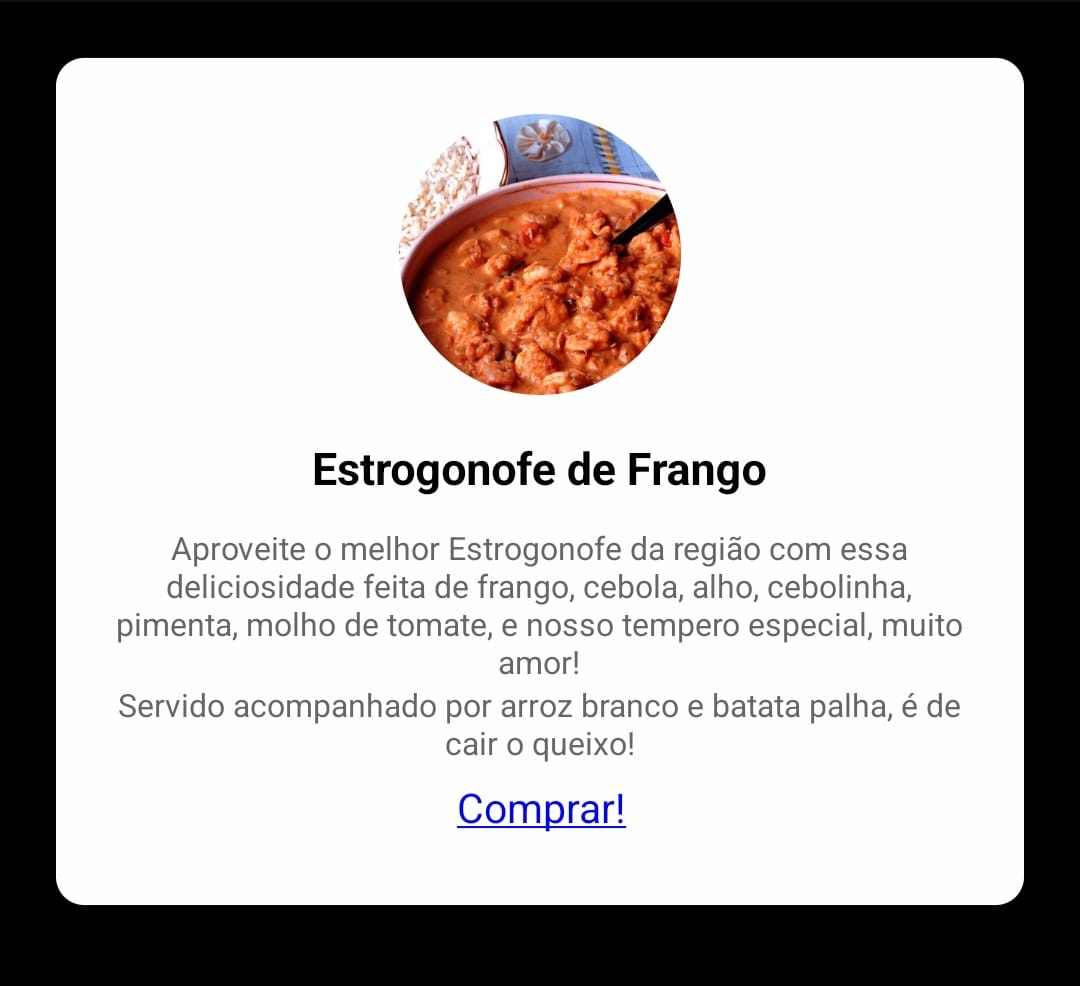 Estrogonofe de Frango
Aproveite o melhor Estrogonofe da região com essa
deliciosidade feita de frango, cebola, alho, cebolinha,
pimenta, molho de tomate, e nosso tempero especial, muito
amor!
Servido acompanhado por arroz branco e batata palha, é de
cair o queixo!
Comprar!